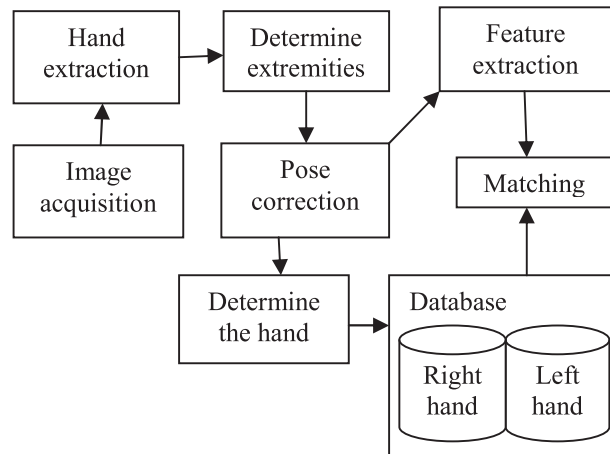 Hand
extraction
Determine
extremities
Feature
extraction
Image
acquisition
Pose
correction
Matching
Determine
the hand
Database
Right
hand
Left
hand